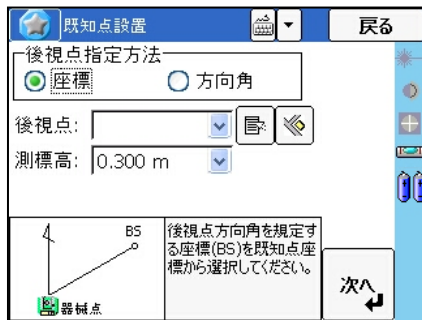 既知点設置
戻る
後視点指定方法
座標 方向角
後視点:
測標高: 0.300 m
BS
器械点
後視点方向角を規定す
る座標(BS)を既知点座
標から選択してください。
次へ